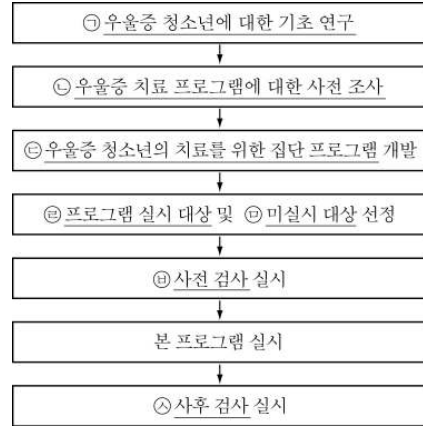 ㉠ 우울증 청소년에 대한 기초 연구
㉡ 우울증 치료 프로그램에 대한 사전 조사
㉢ 우울증 청소년의 치료를 위한 집단 프로그램 개발
㉣ 프로그램 실시 대상 및 ㉤ 미실시 대상 선정
㉥ 사전 검사 실시
본 프로그램 실시
㉦ 사후 검사 실시